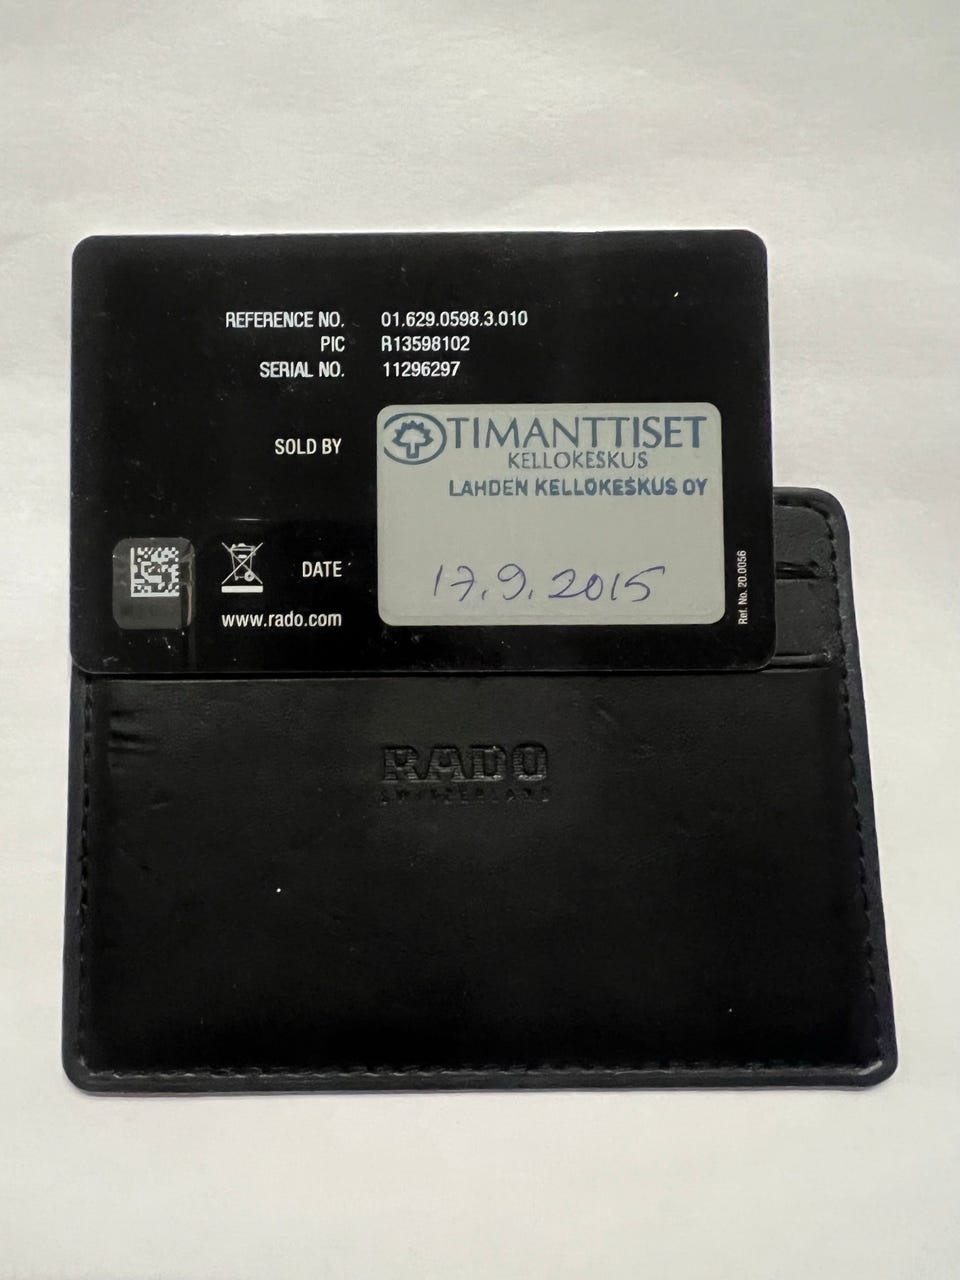 REFERENCE NO. 01.629.0598.3.010
PIC R13598102
SERIAL NO. 11296297
SOLD BY
TIMANTTISET
KELLOKESKUS
LAHDEN KELLOKESKUS OY
DATE 17.9.2015
www.rado.com
Ref. No. 20.0056
RADO
SWITZERLAND